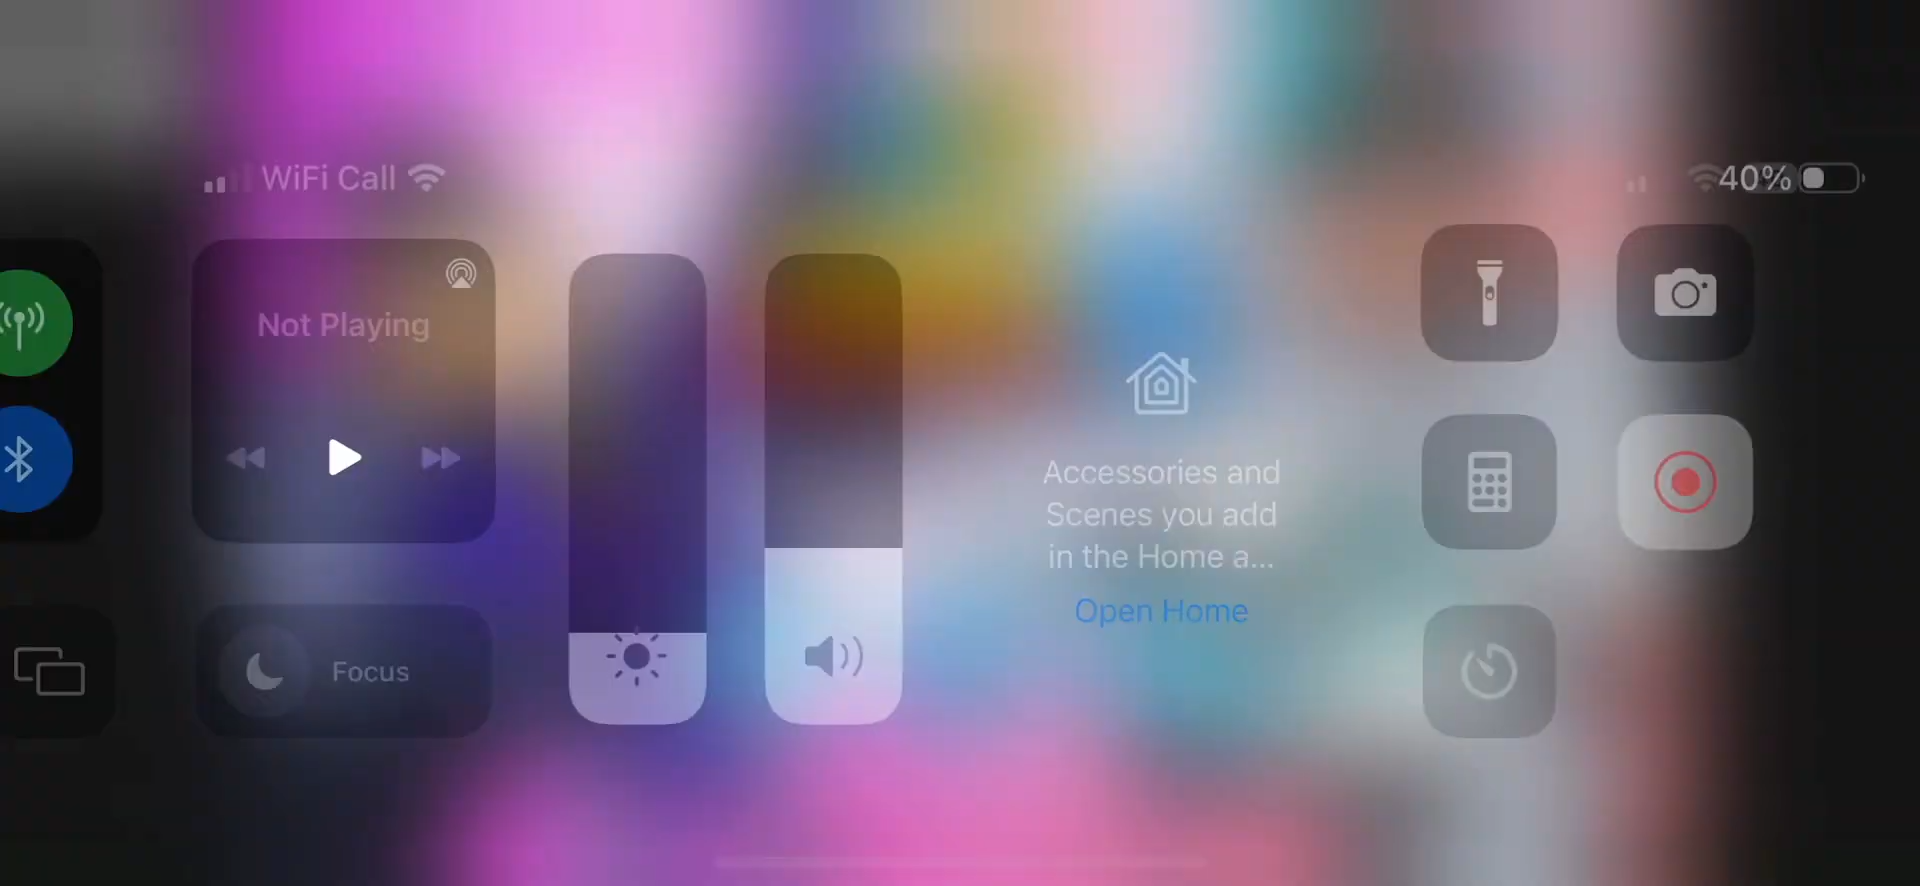 WiFi Call
40%
Not Playing
Accessories and
Scenes you add
in the Home a...
Open Home
Focus